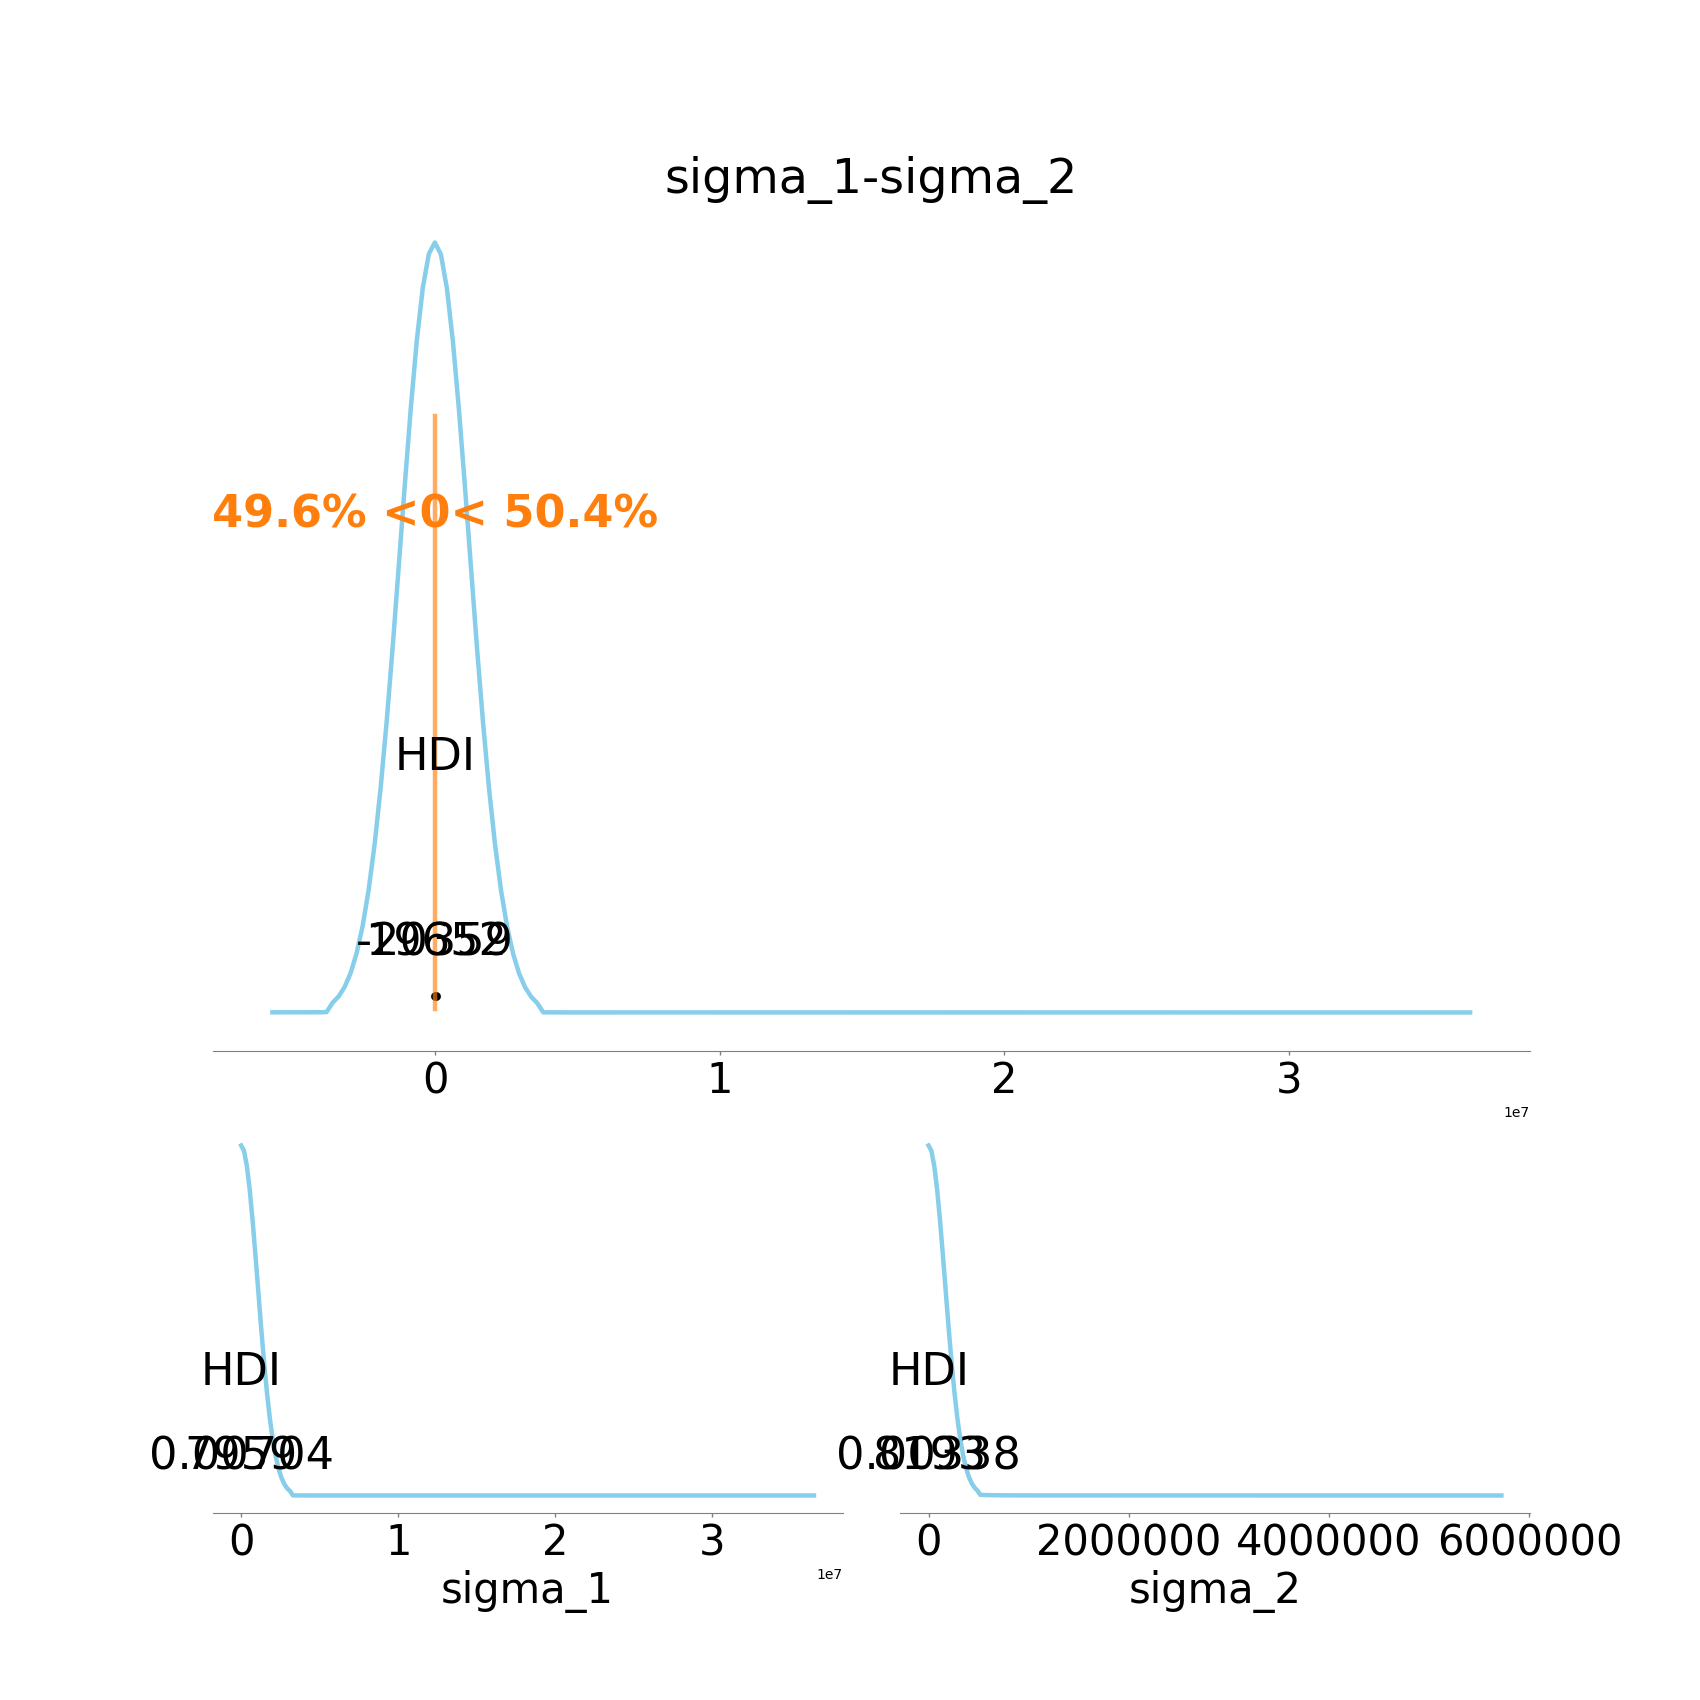 sigma_1-sigma_2
49.6% <0< 50.4%
HDI
0 1 2 3
1e7
HDI HDI
0 1 2 3 0 2000000 4000000 6000000
sigma_1 1e7 sigma_2